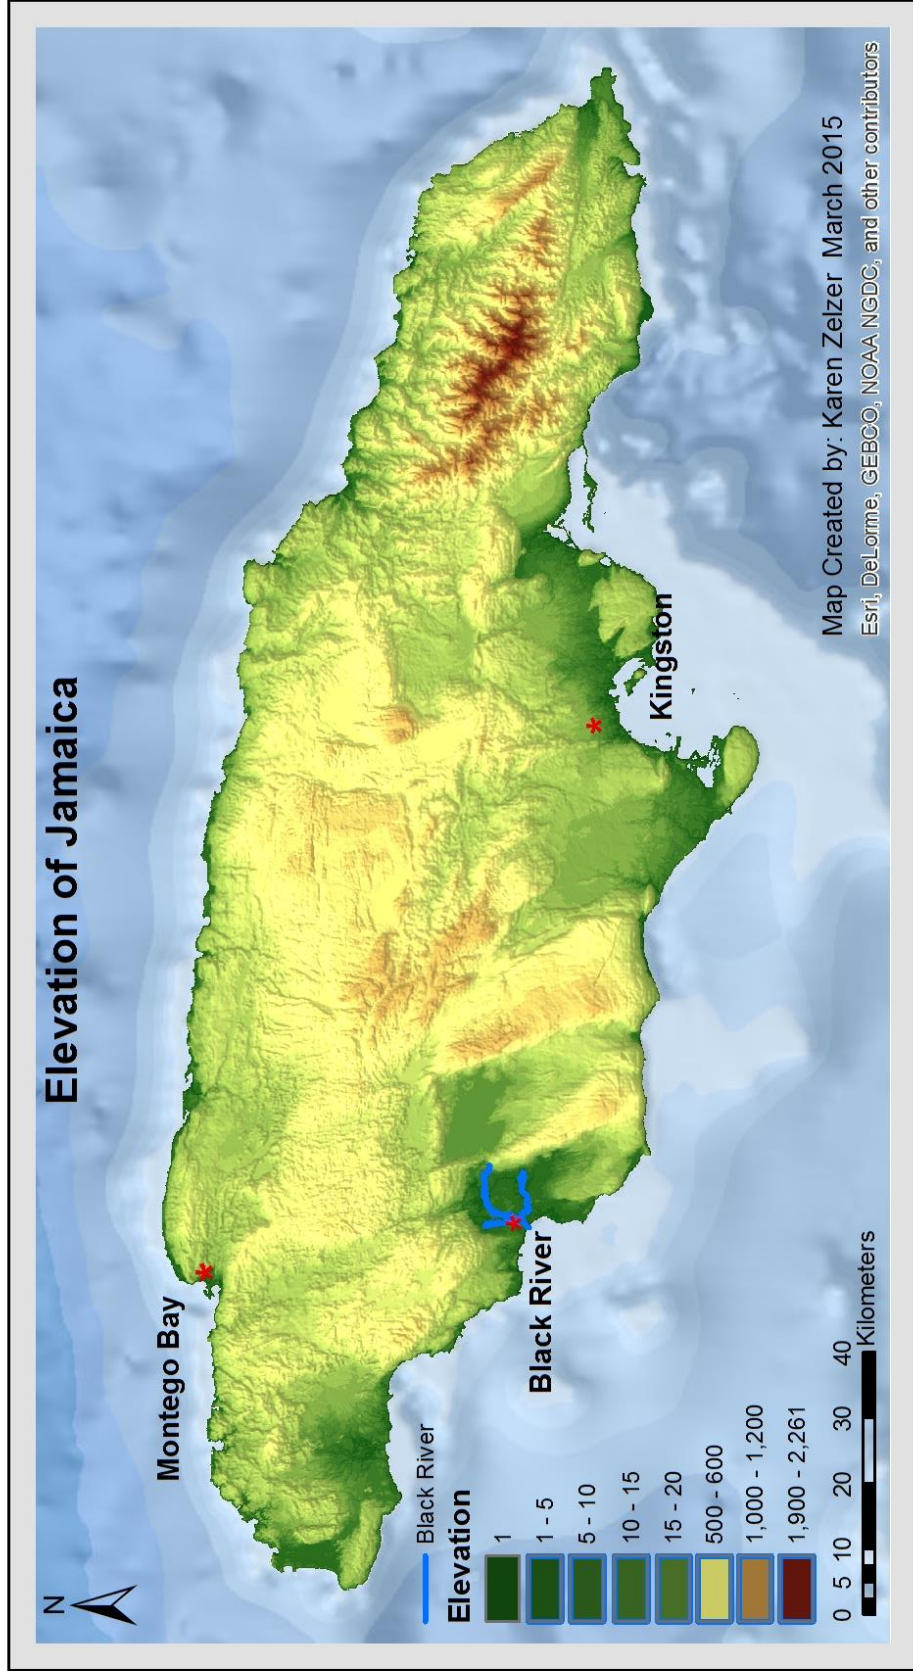 Elevation of Jamaica
N
Montego Bay
Black River
Kingston
Black River
Elevation
1
1 - 5
5 - 10
10 - 15
15 - 20
500 - 600
1,000 - 1,200
1,900 - 2,261
0 5 10 20 30 40
Kilometers
Map Created by: Karen Zelzer March 2015
Esri, DeLorme, GEBCO, NOAA NGDC, and other contributors